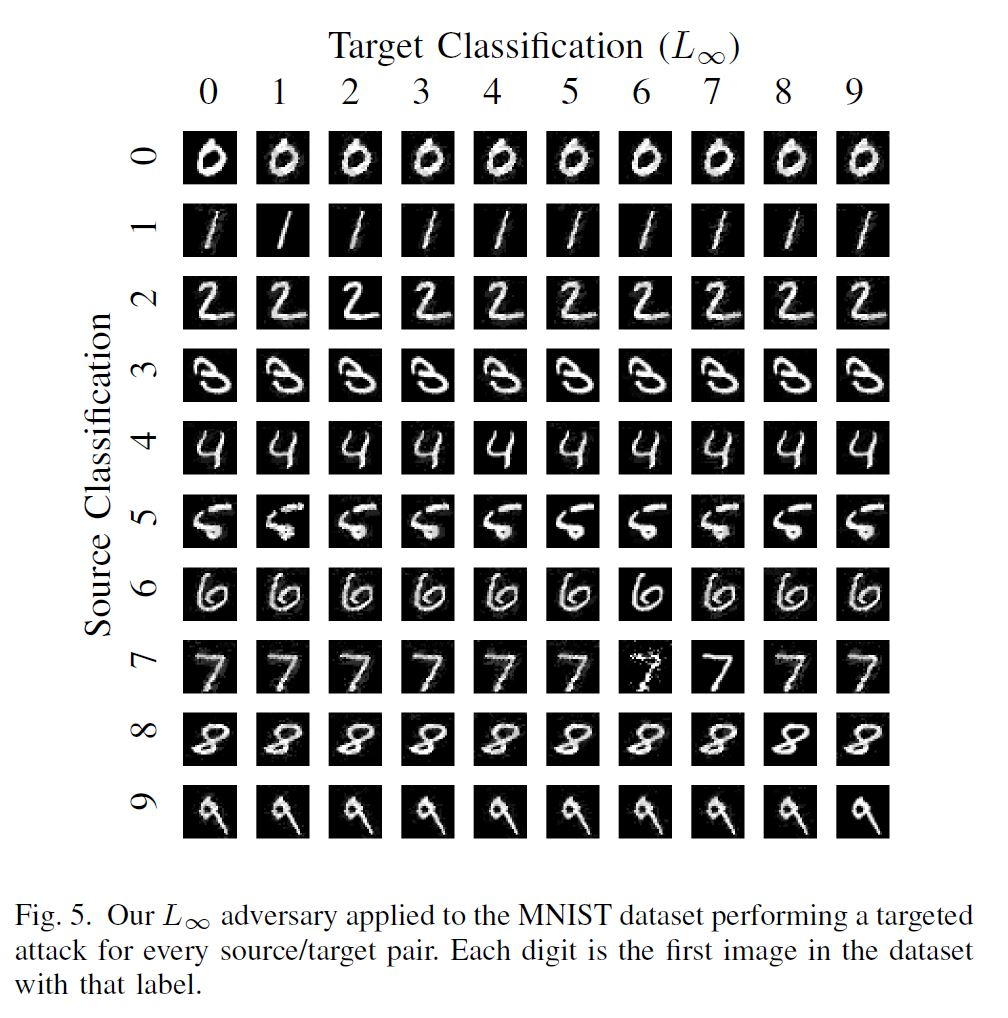 Target Classification (L∞)
0 1 2 3 4 5 6 7 8 9
Source Classification
0
1
2
3
4
5
6
7
8
9
Fig. 5. Our L∞ adversary applied to the MNIST dataset performing a targeted
attack for every source/target pair. Each digit is the first image in the dataset
with that label.